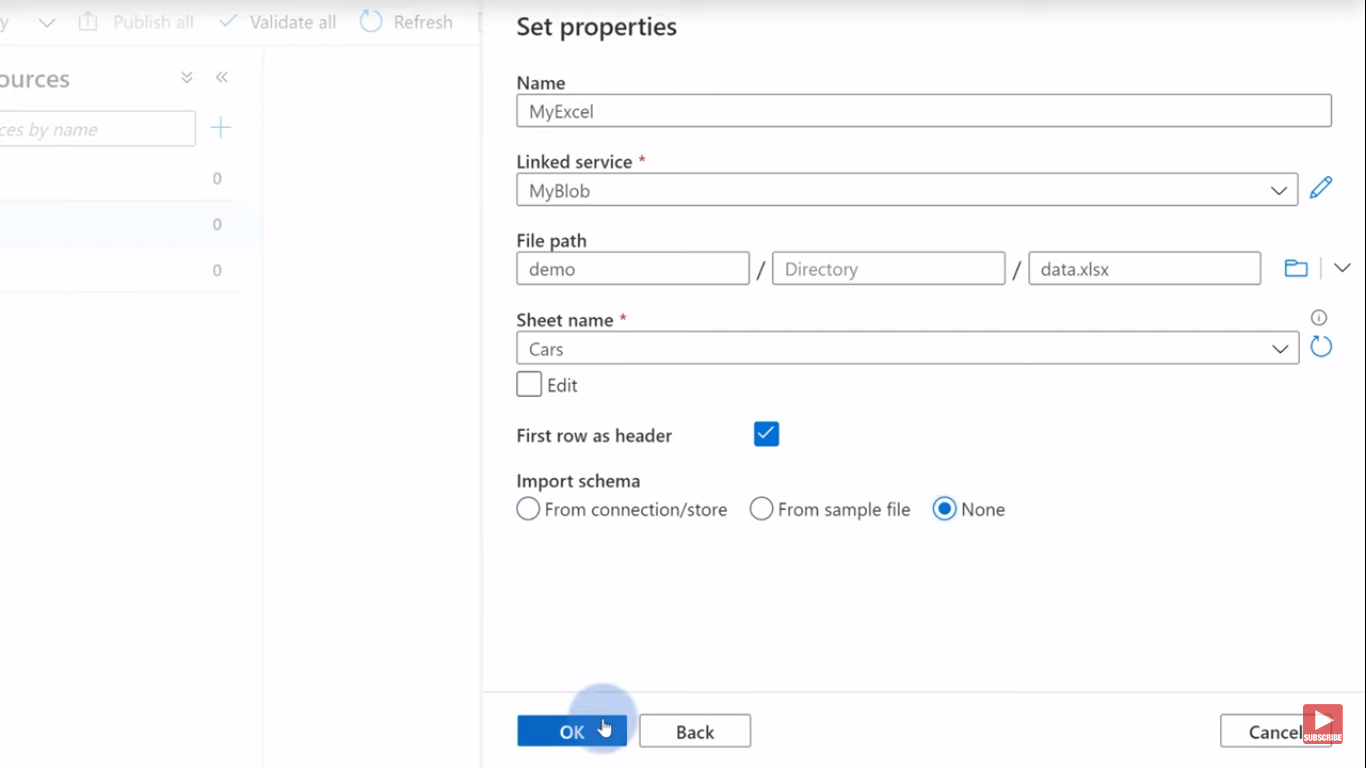 y Publish all Validate all Refresh
Set properties
ources
ces by name
0
0
0
Name
MyExcel
Linked service *
MyBlob
File path
demo / Directory / data.xlsx
Sheet name *
Cars
Edit
First row as header
Import schema
From connection/store From sample file None
OK Back Cancel
SUBSCRIBE